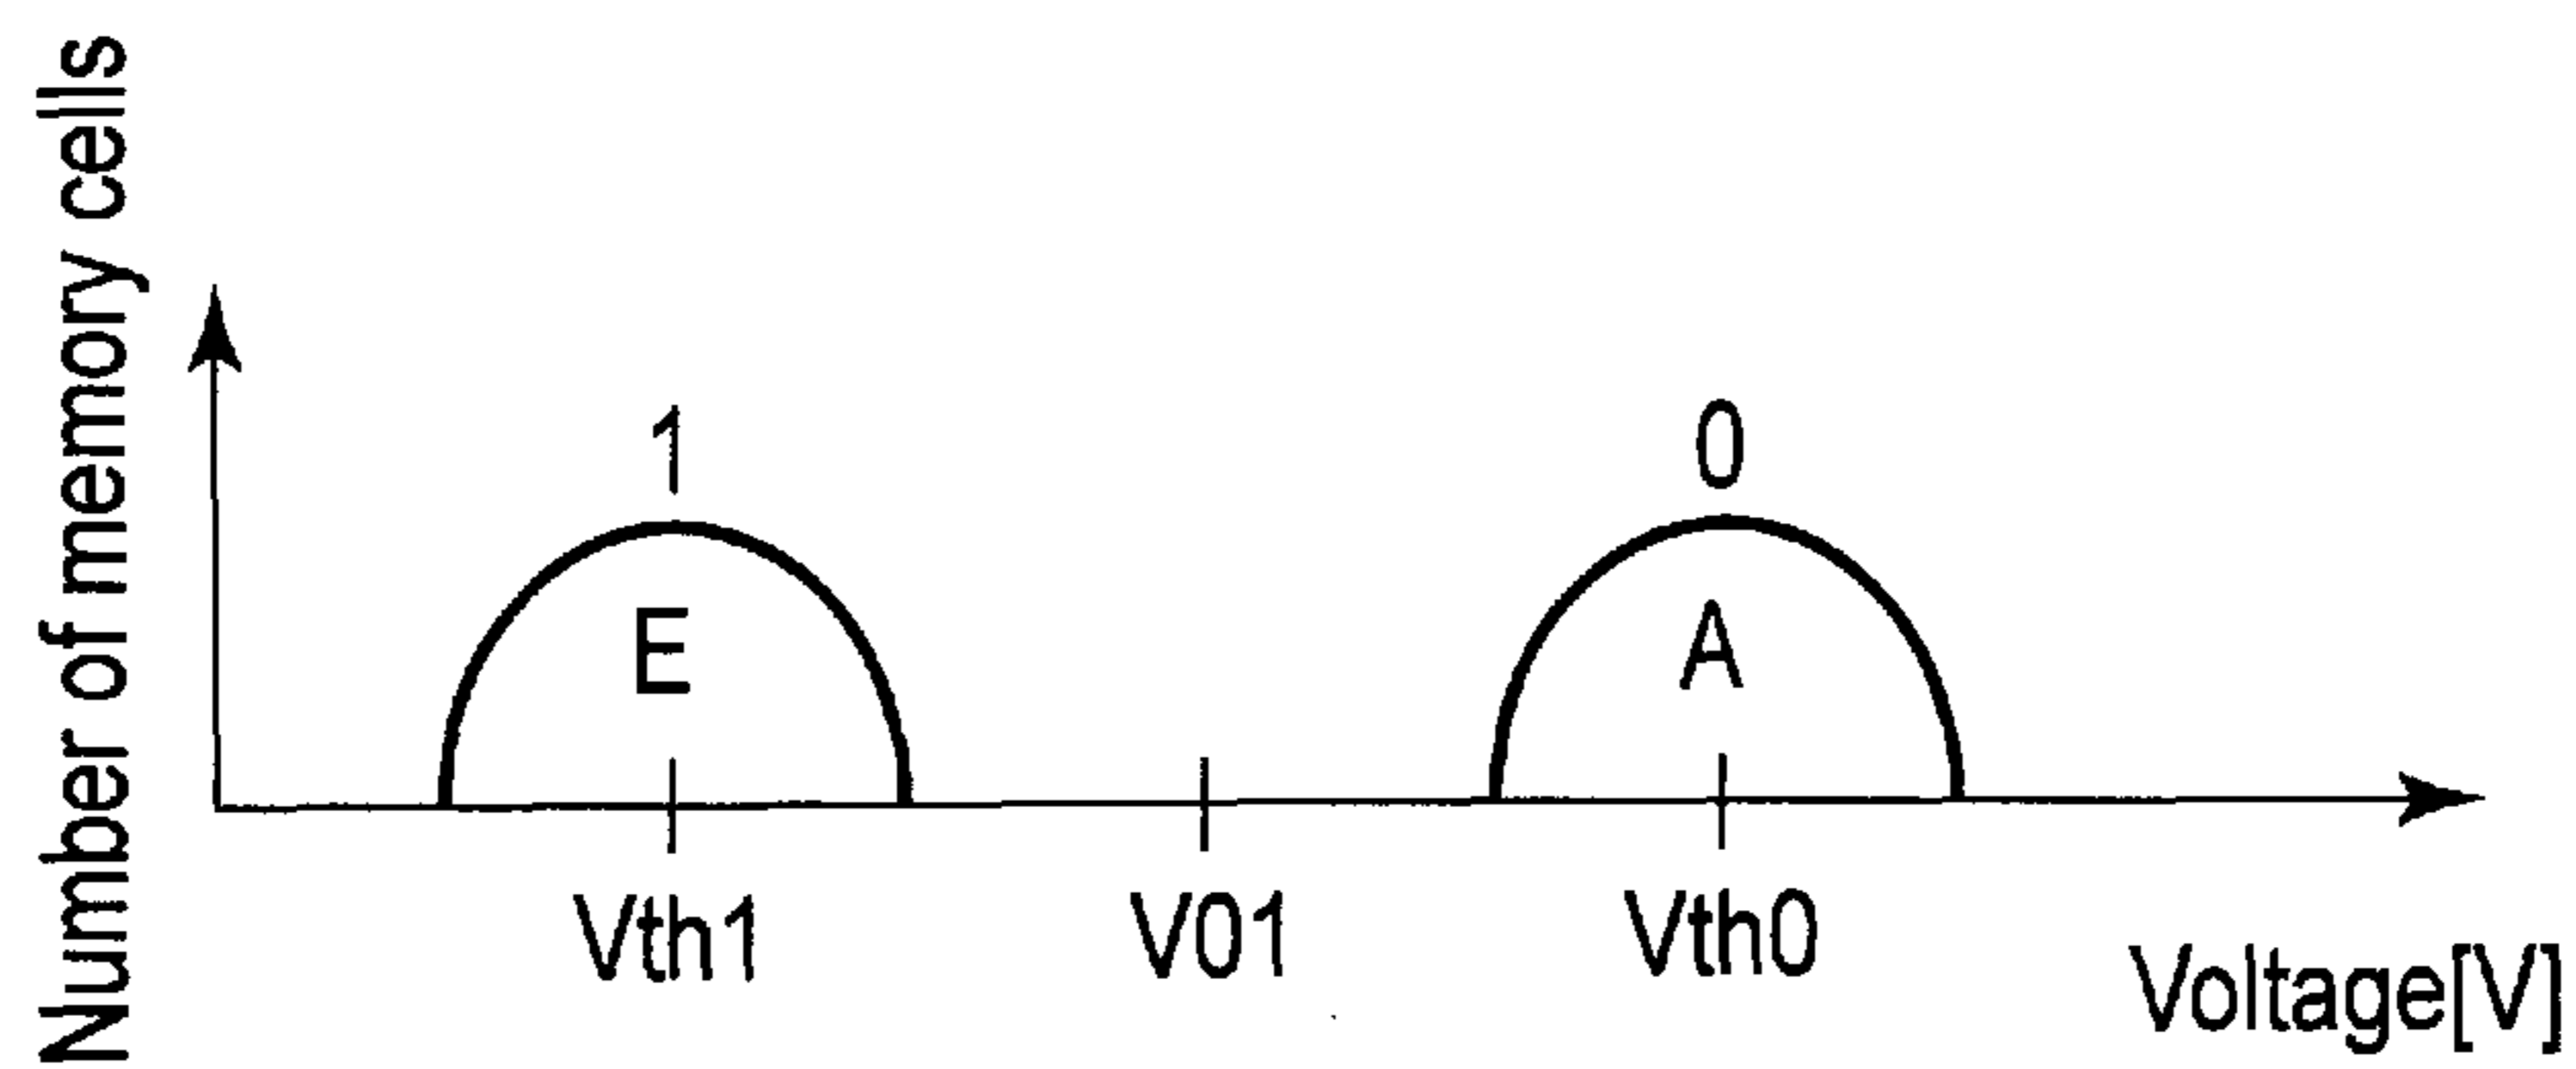 Number of memory cells
1
0
E
A
Vth1
V01
Vth0
Voltage[V]